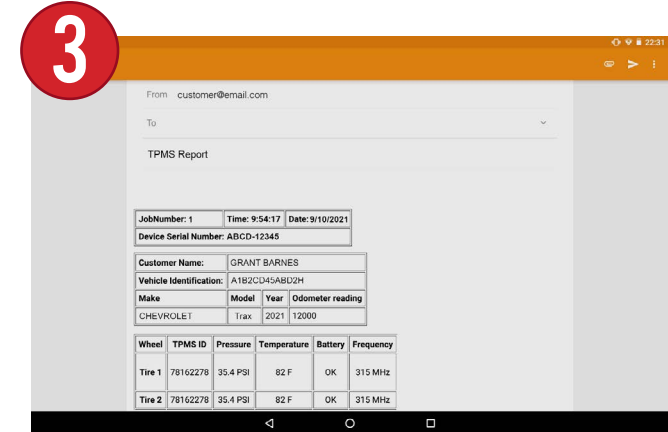 3
22:31
From customer@email.com
To
TPMS Report
JobNumber: 1 Time: 9:54:17 Date: 9/10/2021
Device Serial Number: ABCD-12345
Customer Name: GRANT BARNES
Vehicle Identification: A1B2CD45ABD2H
Make Model Year Odometer reading
CHEVROLET Trax 2021 12000
Wheel TPMS ID Pressure Temperature Battery Frequency
Tire 1 78162278 35.4 PSI 82 F OK 315 MHz
Tire 2 78162278 35.4 PSI 82 F OK 315 MHz